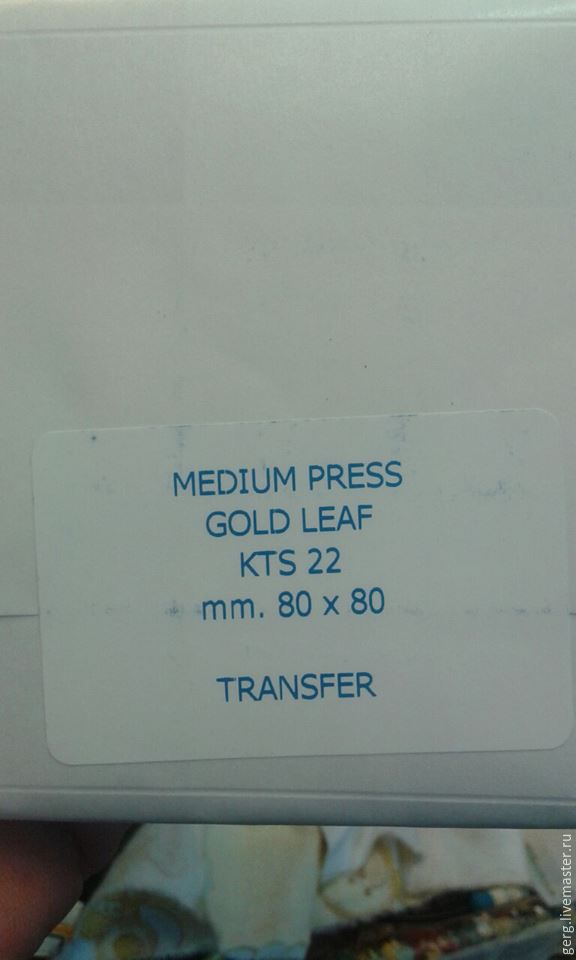 MEDIUM PRESS
GOLD LEAF
KTS 22
mm. 80 x 80
TRANSFER
gerg.livemaster.ru